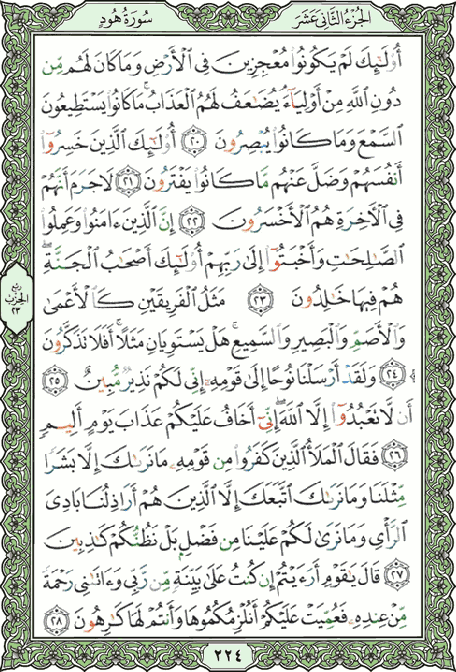 الجزء الثاني عشر
سورة هود
أُوْلَٰٓئِكَ لَمْ يَكُونُوا۟ مُعْجِزِينَ فِى ٱلْأَرْضِ وَمَا كَانَ لَهُم مِّن
دُونِ ٱللَّهِ مِنْ أَوْلِيَآءَ يُضَٰعَفُ لَهُمُ ٱلْعَذَابُ مَا كَانُوا۟ يَسْتَطِيعُونَ
ٱلسَّمْعَ وَمَا كَانُوا۟ يُبْصِرُونَ ٢٠ أُوْلَٰٓئِكَ ٱلَّذِينَ خَسِرُوٓا۟
أَنفُسَهُمْ وَضَلَّ عَنْهُم مَّا كَانُوا۟ يَفْتَرُونَ ٢١ لَا جَرَمَ أَنَّهُمْ
فِى ٱلْءَاخِرَةِ هُمُ ٱلْأَخْسَرُونَ ٢٢ إِنَّ ٱلَّذِينَ ءَامَنُوا۟ وَعَمِلُوا۟
ٱلصَّٰلِحَٰتِ وَأَخْبَتُوٓا۟ إِلَىٰ رَبِّهِمْ أُوْلَٰٓئِكَ أَصْحَٰبُ ٱلْجَنَّةِ
هُمْ فِيهَا خَٰلِدُونَ ٢٣ مَثَلُ ٱلْفَرِيقَيْنِ كَٱلْأَعْمَىٰ
وَٱلْأَصَمِّ وَٱلْبَصِيرِ وَٱلسَّمِيعِ هَلْ يَسْتَوِيَانِ مَثَلًا أَفَلَا تَذَكَّرُونَ
٢٤ وَلَقَدْ أَرْسَلْنَا نُوحًا إِلَىٰ قَوْمِهِۦٓ إِنِّى لَكُمْ نَذِيرٌ مُّبِينٌ ٢٥
أَن لَّا تَعْبُدُوٓا۟ إِلَّا ٱللَّهَ إِنِّىٓ أَخَافُ عَلَيْكُمْ عَذَابَ يَوْمٍ أَلِيمٍ
٢٦ فَقَالَ ٱلْمَلَأُ ٱلَّذِينَ كَفَرُوا۟ مِن قَوْمِهِۦ مَا نَرَىٰكَ إِلَّا بَشَرًا
مِّثْلَنَا وَمَا نَرَىٰكَ ٱتَّبَعَكَ إِلَّا ٱلَّذِينَ هُمْ أَرَاذِلُنَا بَادِىَ
ٱلرَّأْىِ وَمَا نَرَىٰ لَكُمْ عَلَيْنَا مِن فَضْلٍۭ بَلْ نَظُنُّكُمْ كَٰذِبِينَ
٢٧ قَالَ يَٰقَوْمِ أَرَءَيْتُمْ إِن كُنتُ عَلَىٰ بَيِّنَةٍ مِّن رَّبِّى وَءَاتَىٰنِى رَحْمَةً
مِّنْ عِندِهِۦ فَعُمِّيَتْ عَلَيْكُمْ أَنُلْزِمُكُمُوهَا وَأَنتُمْ لَهَا كَٰرِهُونَ ٢٨
ربع
الحزب
٢٣
٢٢٤